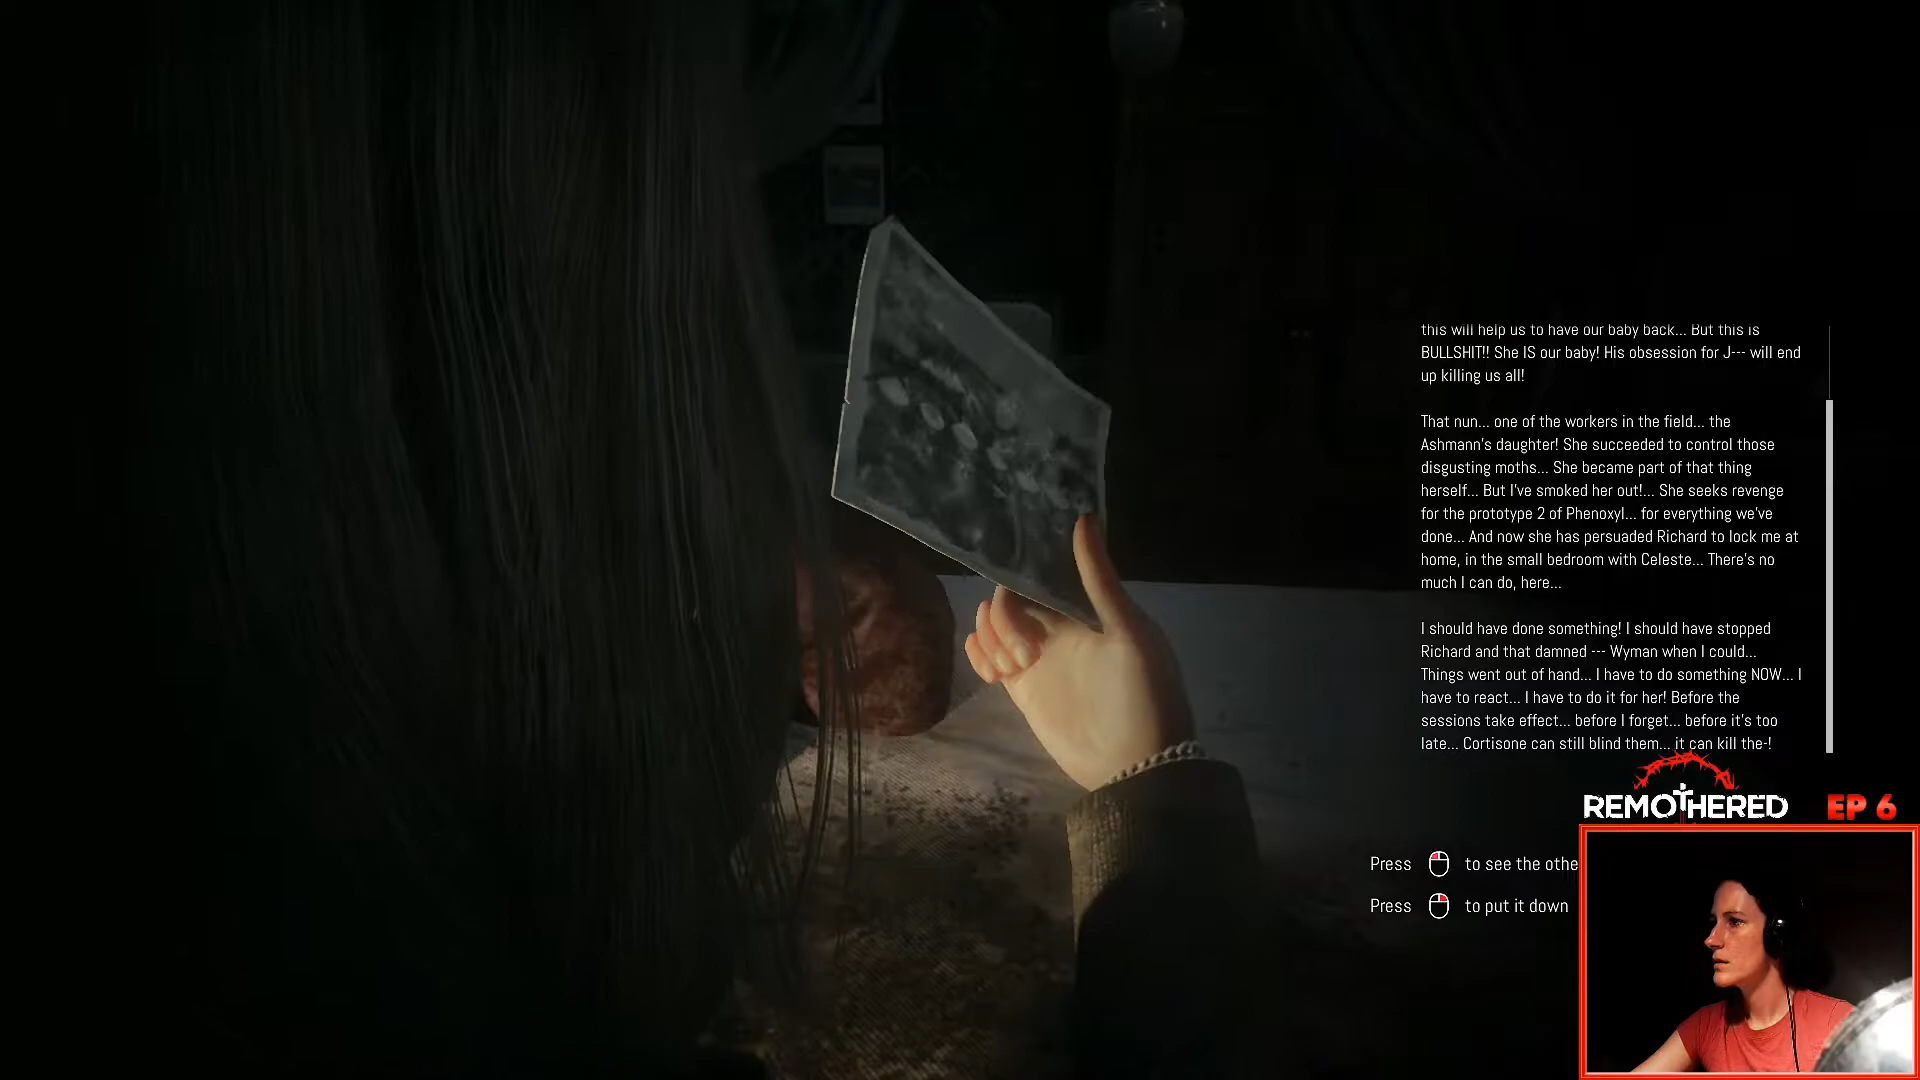 this will help us to have our baby back... But this is
BULLSHIT!! She IS our baby! His obsession for J--- will end
up killing us all!
That nun... one of the workers in the field... the
Ashmann's daughter! She succeeded to control those
disgusting moths... She became part of that thing
herself... But I've smoked her out!... She seeks revenge
for the prototype 2 of Phenoxyl... for everything we've
done... And now she has persuaded Richard to lock me at
home, in the small bedroom with Celeste... There's no
much I can do, here...
I should have done something! I should have stopped
Richard and that damned --- Wyman when I could...
Things went out of hand... I have to do something NOW... I
have to react... I have to do it for her! Before the
sessions take effect... before I forget... before it's too
late... Cortisone can still blind them... it can kill the-!
REMOTHERED EP 6
Press to see the othe
Press to put it down